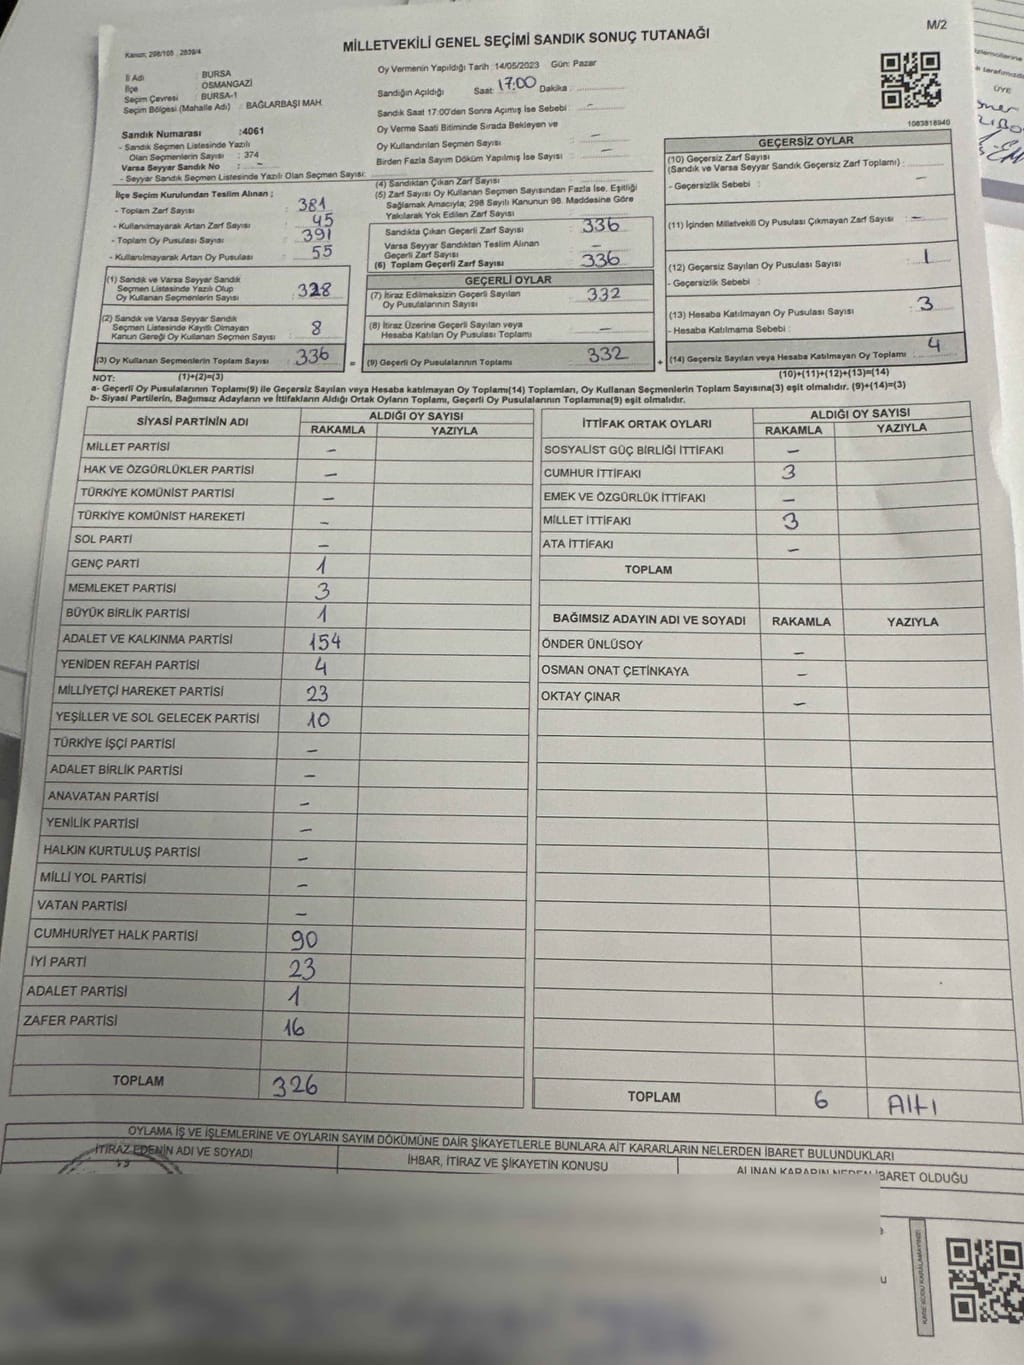 M/2
Kanun; 298/105 : 2839/4
MİLLETVEKİLİ GENEL SEÇİMİ SANDIK SONUÇ TUTANAĞI
İl Adı : BURSA
İlçe : OSMANGAZİ
Seçim Çevresi : BURSA-1
Seçim Bölgesi (Mahalle Adı) : BAĞLARBAŞI MAH.
Sandık Numarası :4061
- Sandık Seçmen Listesinde Yazılı
Olan Seçmenlerin Sayısı : 374
Varsa Seyyar Sandık No : –
- Seyyar Sandık Seçmen Listesinde Yazılı Olan Seçmen Sayısı:
Oy Vermenin Yapıldığı Tarih :14/05/2023 Gün: Pazar
Sandığın Açıldığı Saat: 17:00 Dakika :
Sandık Saat 17:00'den Sonra Açımış İse Sebebi : –
Oy Verme Saati Bitiminde Sırada Bekleyen ve
Oy Kullandırılan Seçmen Sayısı : –
Birden Fazla Sayım Döküm Yapılmış İse Sayısı : –
1083818940
İlçe Seçim Kurulundan Teslim Alınan ;
- Toplam Zarf Sayısı : 381
- Kullanılmayarak Artan Zarf Sayısı : 45
- Toplam Oy Pusulası Sayısı : 391
- Kullanılmayarak Artan Oy Pusulası : 55
(1) Sandık ve Varsa Seyyar Sandık
Seçmen Listesinde Yazılı Olup
Oy Kullanan Seçmenlerin Sayısı : 328
(2) Sandık ve Varsa Seyyar Sandık
Seçmen Listesinde Kayıtlı Olmayan
Kanun Gereği Oy Kullanan Seçmen Sayısı : 8
(3) Oy Kullanan Seçmenlerin Toplam Sayısı : 336 =
(4) Sandıktan Çıkan Zarf Sayısı
(5) Zarf Sayısı Oy Kullanan Seçmen Sayısından Fazla İse, Eşitliği
Sağlamak Amacıyla; 298 Sayılı Kanunun 98. Maddesine Göre
Yakılarak Yok Edilen Zarf Sayısı
Sandıkta Çıkan Geçerli Zarf Sayısı : 336
Varsa Seyyar Sandıktan Teslim Alınan
Geçerli Zarf Sayısı : –
(6) Toplam Geçerli Zarf Sayısı : 336
GEÇERLİ OYLAR
(7) İtiraz Edilmeksizin Geçerli Sayılan
Oy Pusulalarının Sayısı : 332
(8) İtiraz Üzerine Geçerli Sayılan veya
Hesaba Katılan Oy Pusulası Toplamı : –
(9) Geçerli Oy Pusulalarının Toplamı : 332 +
GEÇERSİZ OYLAR
(10) Geçersiz Zarf Sayısı
(Sandık ve Varsa Seyyar Sandık Geçersiz Zarf Toplamı) : –
- Geçersizlik Sebebi :
(11) İçinden Milletvekili Oy Pusulası Çıkmayan Zarf Sayısı : –
(12) Geçersiz Sayılan Oy Pusulası Sayısı : 1
- Geçersizlik Sebebi :
(13) Hesaba Katılmayan Oy Pusulası Sayısı : 3
- Hesaba Katılmama Sebebi :
(14) Geçersiz Sayılan veya Hesaba Katılmayan Oy Toplamı : 4
NOT: (1)+(2)=(3)
(10)+(11)+(12)+(13)=(14)
a- Geçerli Oy Pusulalarının Toplamı(9) ile Geçersiz Sayılan veya Hesaba katılmayan Oy Toplamı(14) Toplamları, Oy Kullanan Seçmenlerin Toplam Sayısına(3) eşit olmalıdır. (9)+(14)=(3)
b- Siyasi Partilerin, Bağımsız Adayların ve İttifakların Aldığı Ortak Oyların Toplamı, Geçerli Oy Pusulalarının Toplamına(9) eşit olmalıdır.
SİYASİ PARTİNİN ADI ALDIĞI OY SAYISI
RAKAMLA YAZIYLA
MİLLET PARTİSİ –
HAK VE ÖZGÜRLÜKLER PARTİSİ –
TÜRKİYE KOMÜNİST PARTİSİ –
TÜRKİYE KOMÜNİST HAREKETİ –
SOL PARTİ –
GENÇ PARTİ 1
MEMLEKET PARTİSİ 3
BÜYÜK BİRLİK PARTİSİ 1
ADALET VE KALKINMA PARTİSİ 154
YENİDEN REFAH PARTİSİ 4
MİLLİYETÇİ HAREKET PARTİSİ 23
YEŞİLLER VE SOL GELECEK PARTİSİ 10
TÜRKİYE İŞÇİ PARTİSİ –
ADALET BİRLİK PARTİSİ –
ANAVATAN PARTİSİ –
YENİLİK PARTİSİ –
HALKIN KURTULUŞ PARTİSİ –
MİLLİ YOL PARTİSİ –
VATAN PARTİSİ –
CUMHURİYET HALK PARTİSİ 90
İYİ PARTİ 23
ADALET PARTİSİ 1
ZAFER PARTİSİ 16
TOPLAM 326
İTTİFAK ORTAK OYLARI ALDIĞI OY SAYISI
RAKAMLA YAZIYLA
SOSYALİST GÜÇ BİRLİĞİ İTTİFAKI –
CUMHUR İTTİFAKI 3
EMEK VE ÖZGÜRLÜK İTTİFAKI –
MİLLET İTTİFAKI 3
ATA İTTİFAKI –
TOPLAM
BAĞIMSIZ ADAYIN ADI VE SOYADI RAKAMLA YAZIYLA
ÖNDER ÜNLÜSOY –
OSMAN ONAT ÇETİNKAYA –
OKTAY ÇINAR –
TOPLAM 6 Altı
OYLAMA İŞ VE İŞLEMLERİNE VE OYLARIN SAYIM DÖKÜMÜNE DAİR ŞİKAYETLERLE BUNLARA AİT KARARLARIN NELERDEN İBARET BULUNDUKLARI
İTİRAZ EDENİN ADI VE SOYADI
İHBAR, İTİRAZ VE ŞİKAYETİN KONUSU
ALINAN KARARIN NEDEN İBARET OLDUĞU
ÜYE